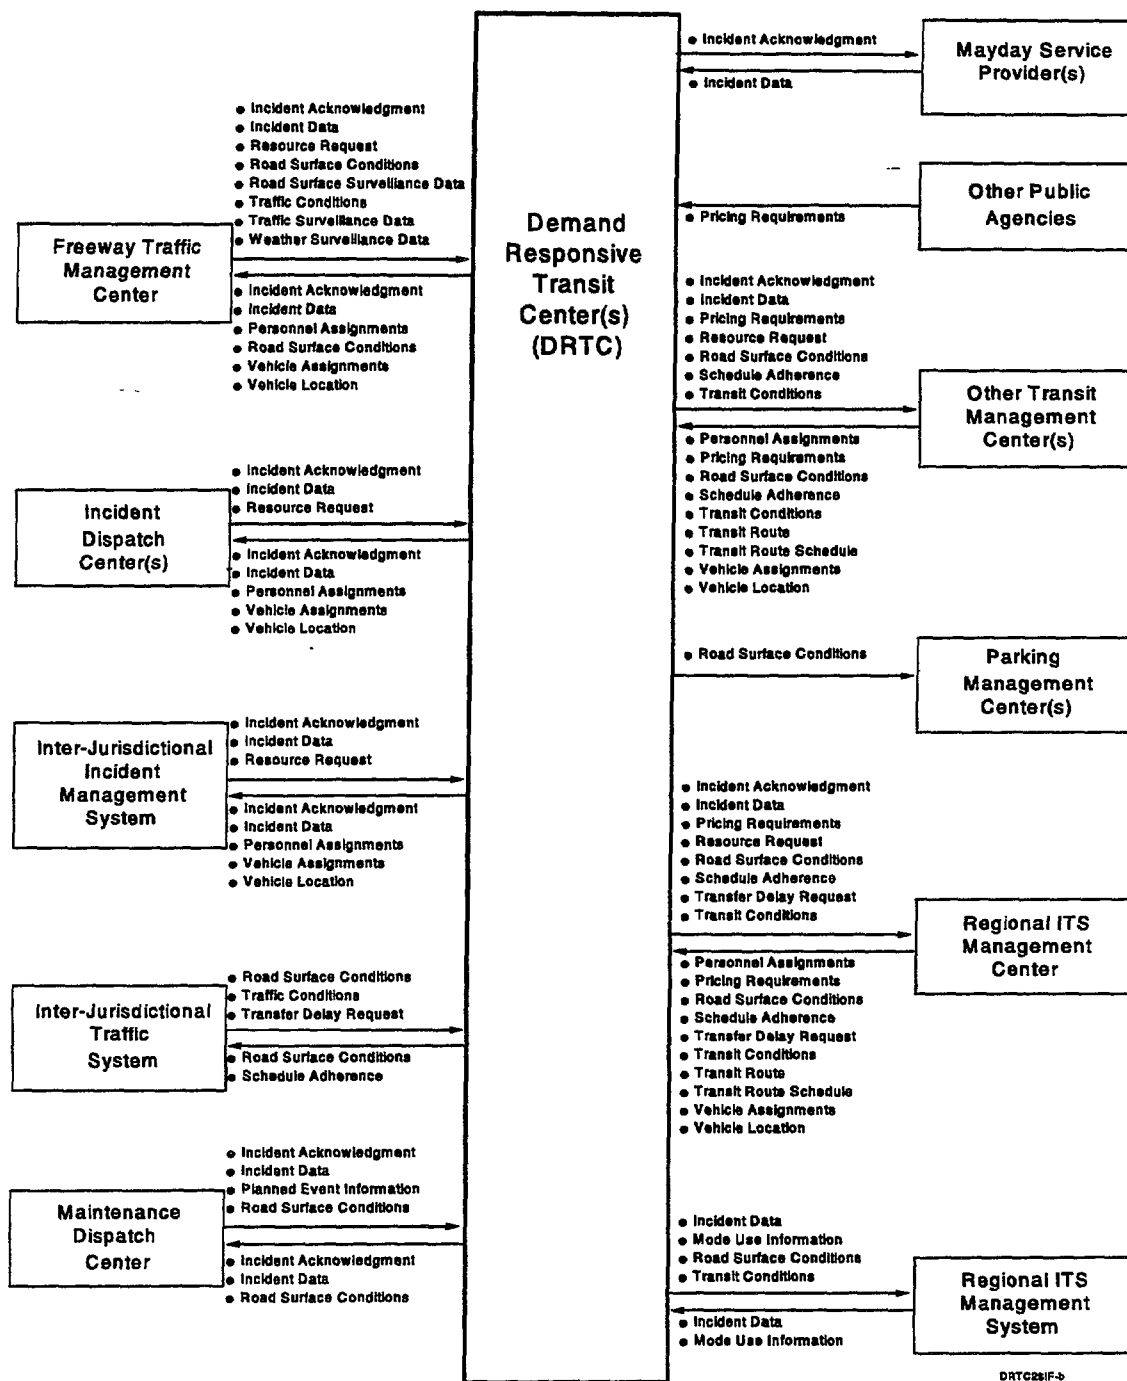 ● Incident Acknowledgment
● Incident Data
● Resource Request
● Road Surface Conditions
● Road Surface Surveillance Data
● Traffic Conditions
● Traffic Surveillance Data
● Weather Surveillance Data
Freeway Traffic
Management
Center
● Incident Acknowledgment
● Incident Data
● Personnel Assignments
● Road Surface Conditions
● Vehicle Assignments
● Vehicle Location
● Incident Acknowledgment
● Incident Data
● Resource Request
Incident
Dispatch
Center(s)
● Incident Acknowledgment
● Incident Data
● Personnel Assignments
● Vehicle Assignments
● Vehicle Location
● Incident Acknowledgment
● Incident Data
● Resource Request
Inter-Jurisdictional
Incident
Management
System
● Incident Acknowledgment
● Incident Data
● Personnel Assignments
● Vehicle Assignments
● Vehicle Location
● Road Surface Conditions
● Traffic Conditions
● Transfer Delay Request
Inter-Jurisdictional
Traffic
System
● Road Surface Conditions
● Schedule Adherence
● Incident Acknowledgment
● Incident Data
● Planned Event Information
● Road Surface Conditions
Maintenance
Dispatch
Center
● Incident Acknowledgment
● Incident Data
● Road Surface Conditions
Demand
Responsive
Transit
Center(s)
(DRTC)
● Incident Acknowledgment
● Incident Data
Mayday Service
Provider(s)
● Pricing Requirements
Other Public
Agencies
● Incident Acknowledgment
● Incident Data
● Pricing Requirements
● Resource Request
● Road Surface Conditions
● Schedule Adherence
● Transit Conditions
Other Transit
Management
Center(s)
● Personnel Assignments
● Pricing Requirements
● Road Surface Conditions
● Schedule Adherence
● Transit Conditions
● Transit Route
● Transit Route Schedule
● Vehicle Assignments
● Vehicle Location
● Road Surface Conditions
Parking
Management
Center(s)
● Incident Acknowledgment
● Incident Data
● Pricing Requirements
● Resource Request
● Road Surface Conditions
● Schedule Adherence
● Transfer Delay Request
● Transit Conditions
Regional ITS
Management
Center
● Personnel Assignments
● Pricing Requirements
● Road Surface Conditions
● Schedule Adherence
● Transfer Delay Request
● Transit Conditions
● Transit Route
● Transit Route Schedule
● Vehicle Assignments
● Vehicle Location
● Incident Data
● Mode Use Information
● Road Surface Conditions
● Transit Conditions
Regional ITS
Management
System
● Incident Data
● Mode Use Information
DRTC2SIF-b